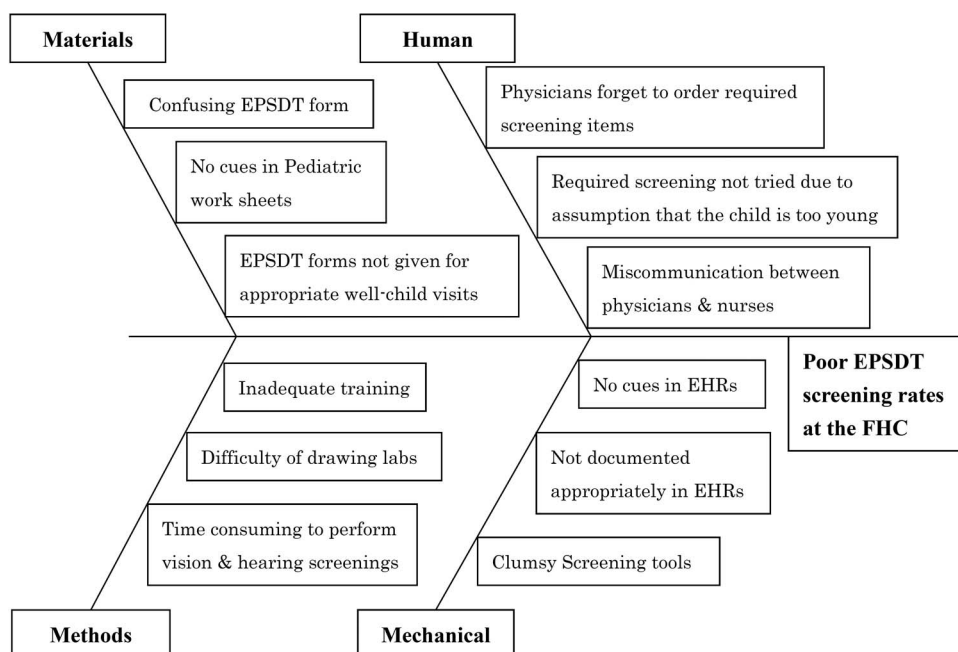 Materials
Human
Confusing EPSDT form
No cues in Pediatric
work sheets
EPSDT forms not given for
appropriate well-child visits
Physicians forget to order required
screening items
Required screening not tried due to
assumption that the child is too young
Miscommunication between
physicians & nurses
Poor EPSDT
screening rates
at the FHC
Inadequate training
Difficulty of drawing labs
Time consuming to perform
vision & hearing screenings
No cues in EHRs
Not documented
appropriately in EHRs
Clumsy Screening tools
Methods
Mechanical